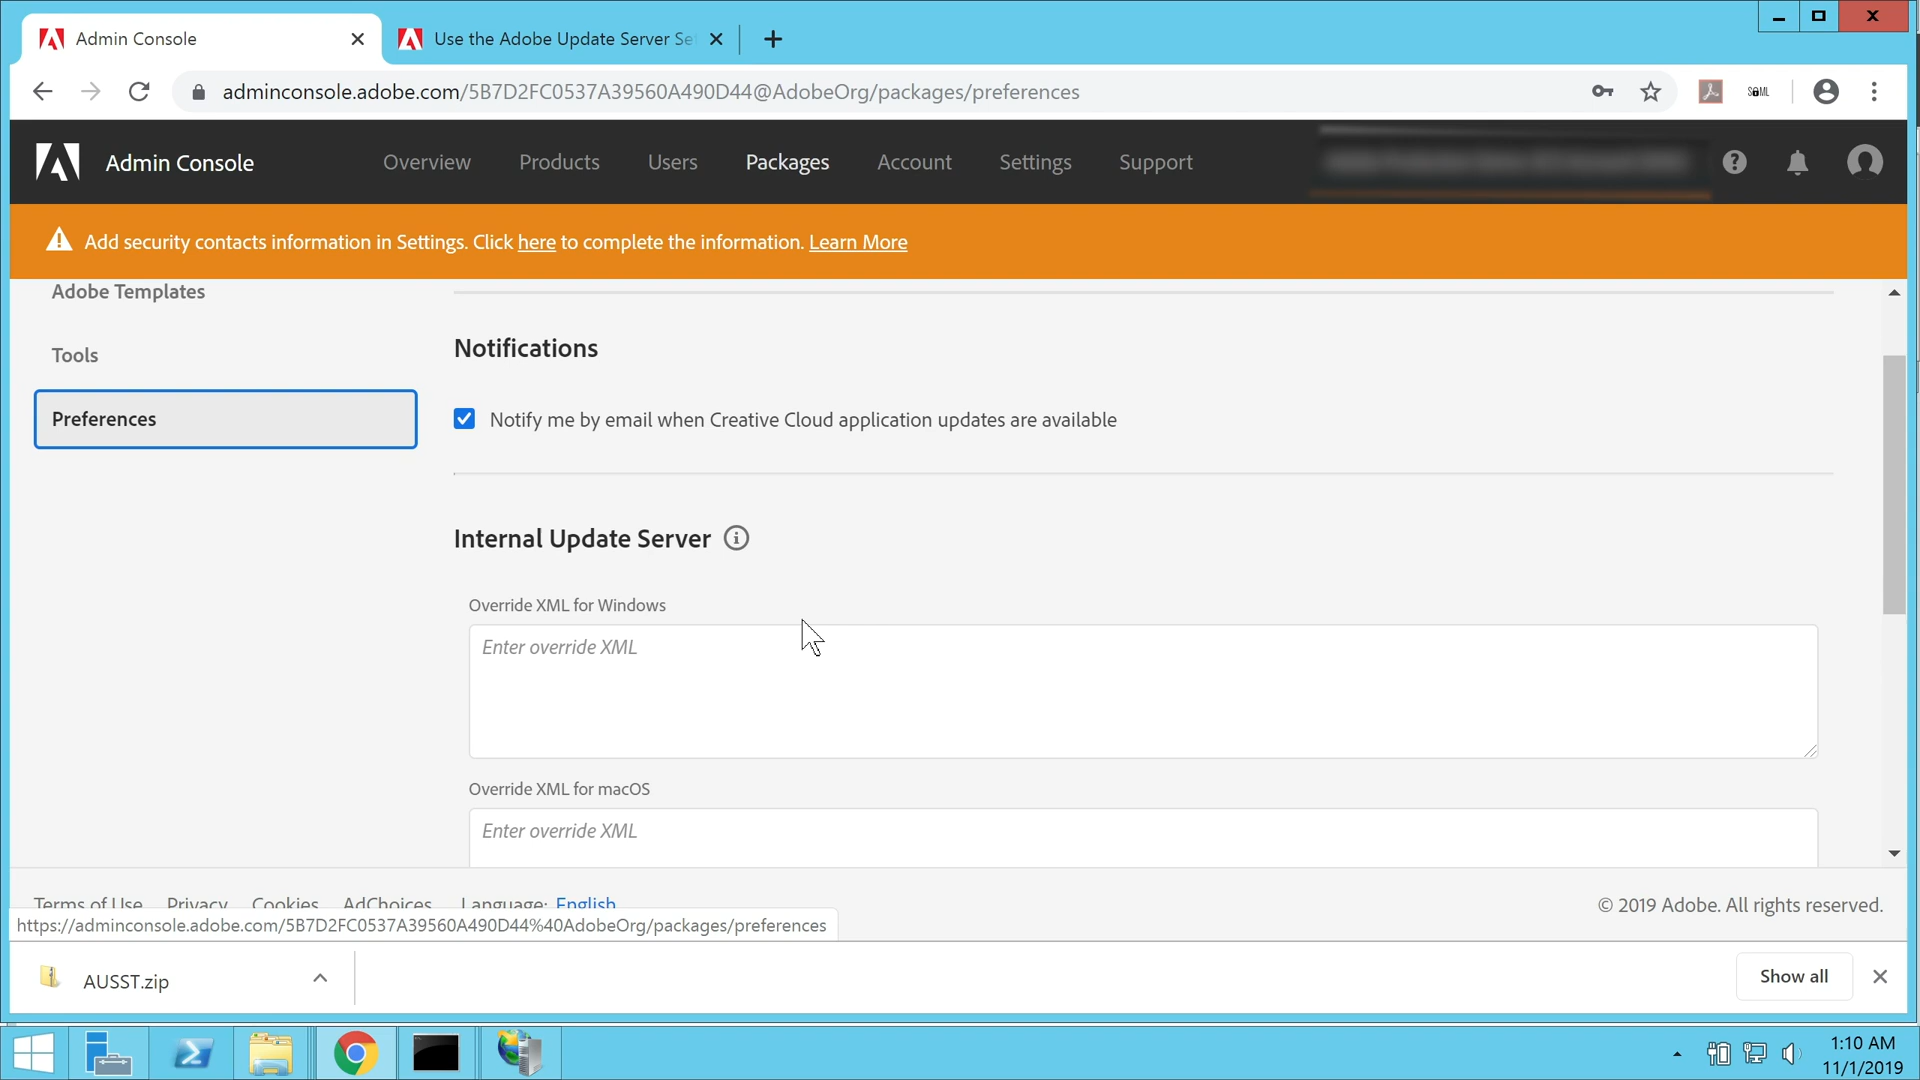 Admin Console
Use the Adobe Update Server Se
adminconsole.adobe.com/5B7D2FC0537A39560A490D44@AdobeOrg/packages/preferences
SAML
Admin Console
Overview
Products
Users
Packages
Account
Settings
Support
Add security contacts information in Settings. Click here to complete the information. Learn More
Adobe Templates
Tools
Preferences
Notifications
Notify me by email when Creative Cloud application updates are available
Internal Update Server
Override XML for Windows
Enter override XML
Override XML for macOS
Enter override XML
Terms of Use Privacy Cookies AdChoices Language: English
© 2019 Adobe. All rights reserved.
https://adminconsole.adobe.com/5B7D2FC0537A39560A490D44%40AdobeOrg/packages/preferences
AUSST.zip
Show all
1:10 AM
11/1/2019